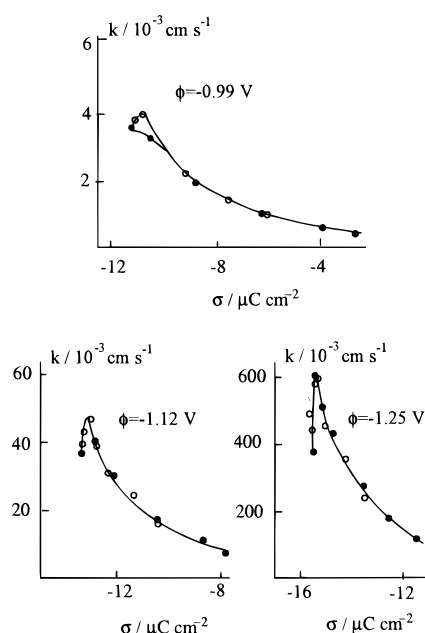 k / 10⁻³ cm s⁻¹
6
ϕ=-0.99 V
4
2
-12 -8 -4
σ / μC cm⁻²
k / 10⁻³ cm s⁻¹
60
ϕ=-1.12 V
40
20
-12 -8
σ / μC cm⁻²
k / 10⁻³ cm s⁻¹
600
ϕ=-1.25 V
400
200
-16 -12
σ / μC cm⁻²